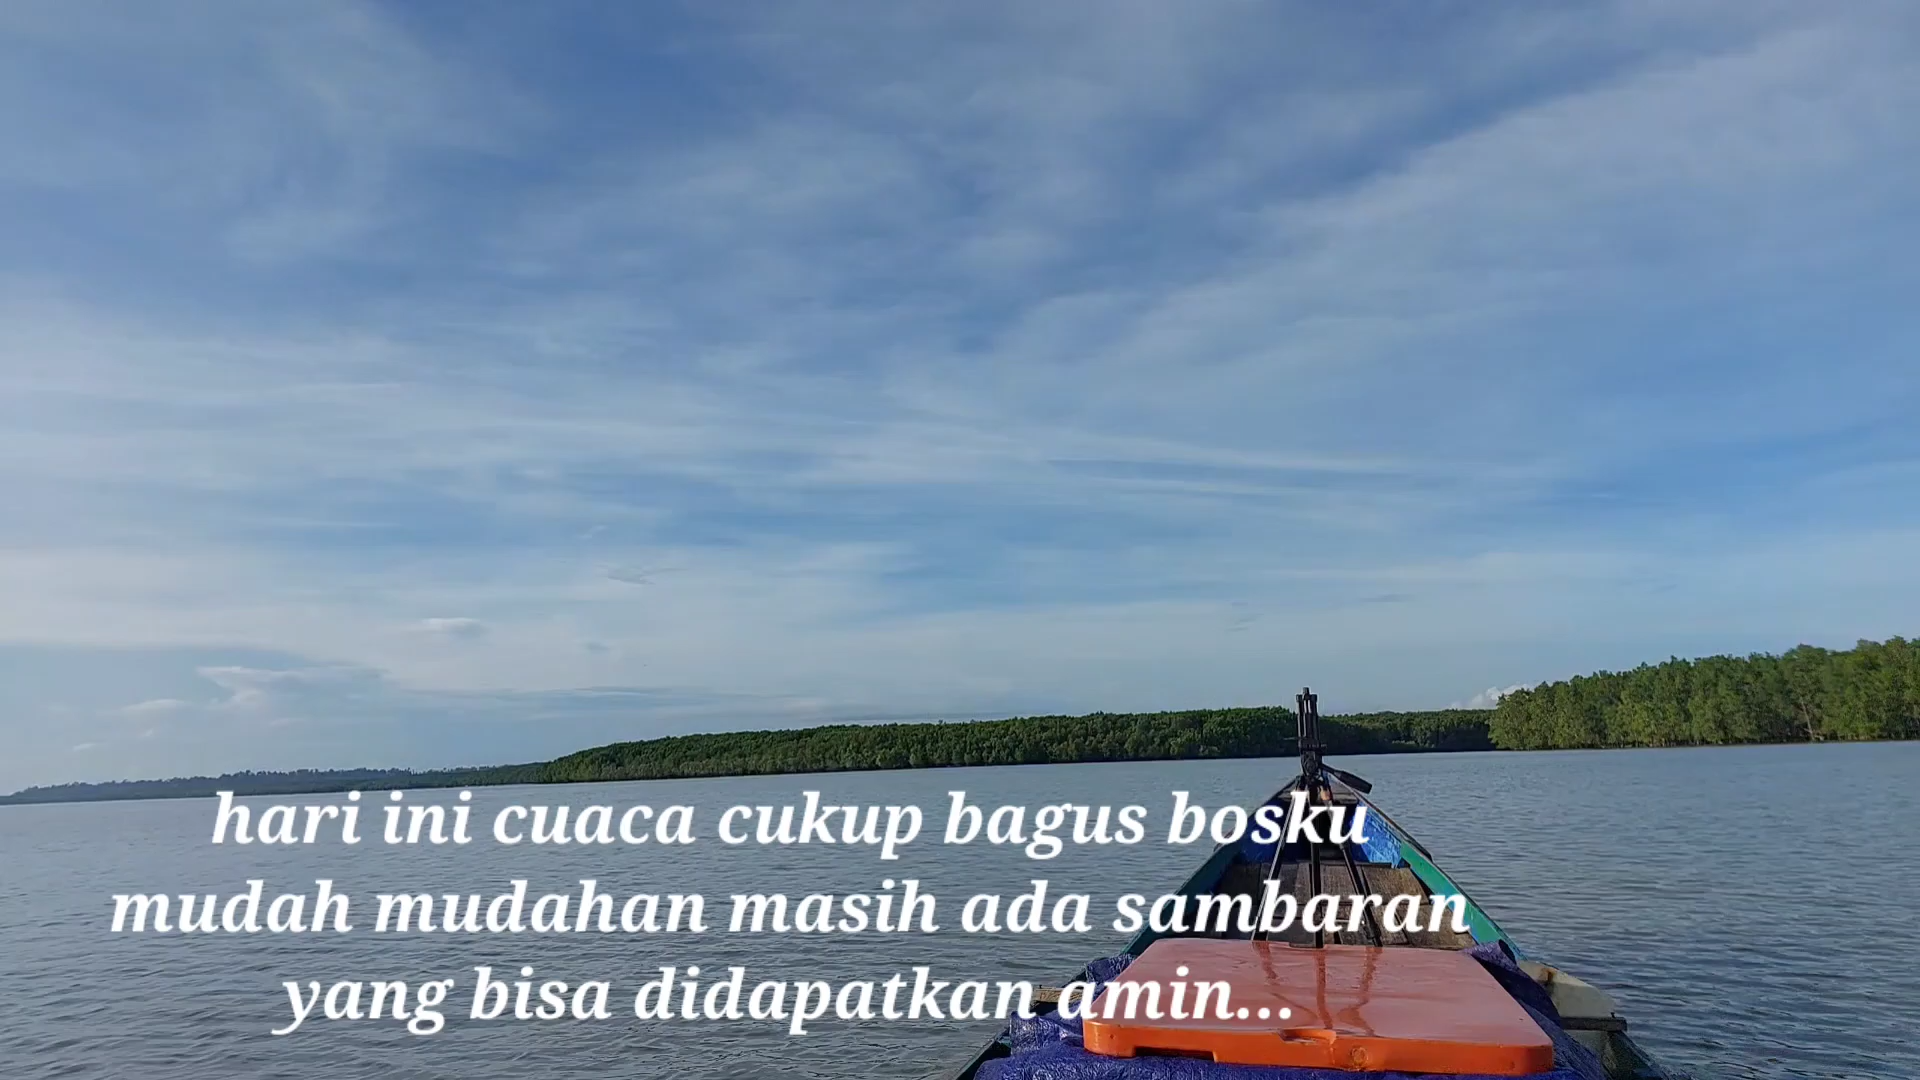 hari ini cuaca cukup bagus bosku
mudah mudahan masih ada sambaran
yang bisa didapatkan amin...